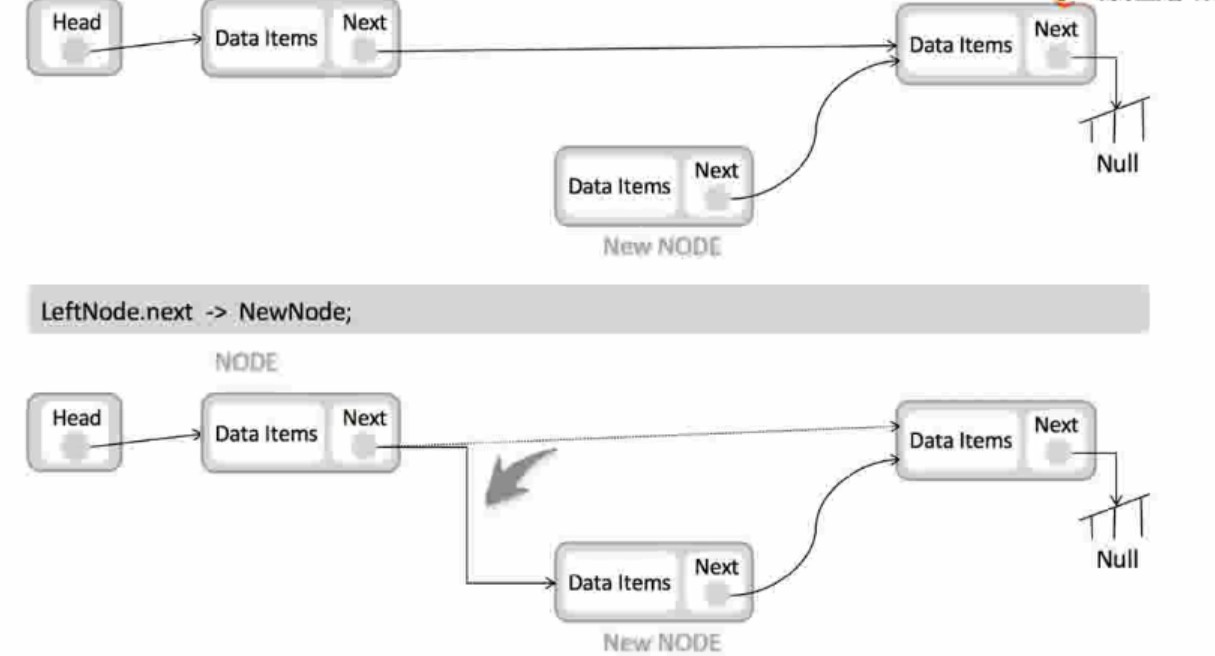 Head
Data Items
Next
Data Items
Next
Null
Data Items
Next
New NODE
LeftNode.next -> NewNode;
NODE
Head
Data Items
Next
Data Items
Next
Null
Data Items
Next
New NODE